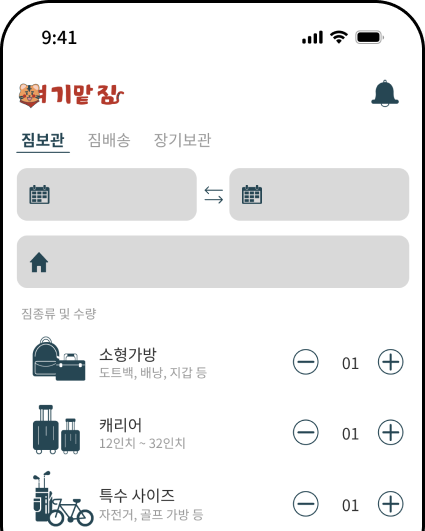 9:41
여기맡짐
짐보관 짐배송 장기보관
짐종류 및 수량
소형가방
도트백, 배낭, 지갑 등
01
캐리어
12인치 ~ 32인치
01
특수 사이즈
자전거, 골프 가방 등
01